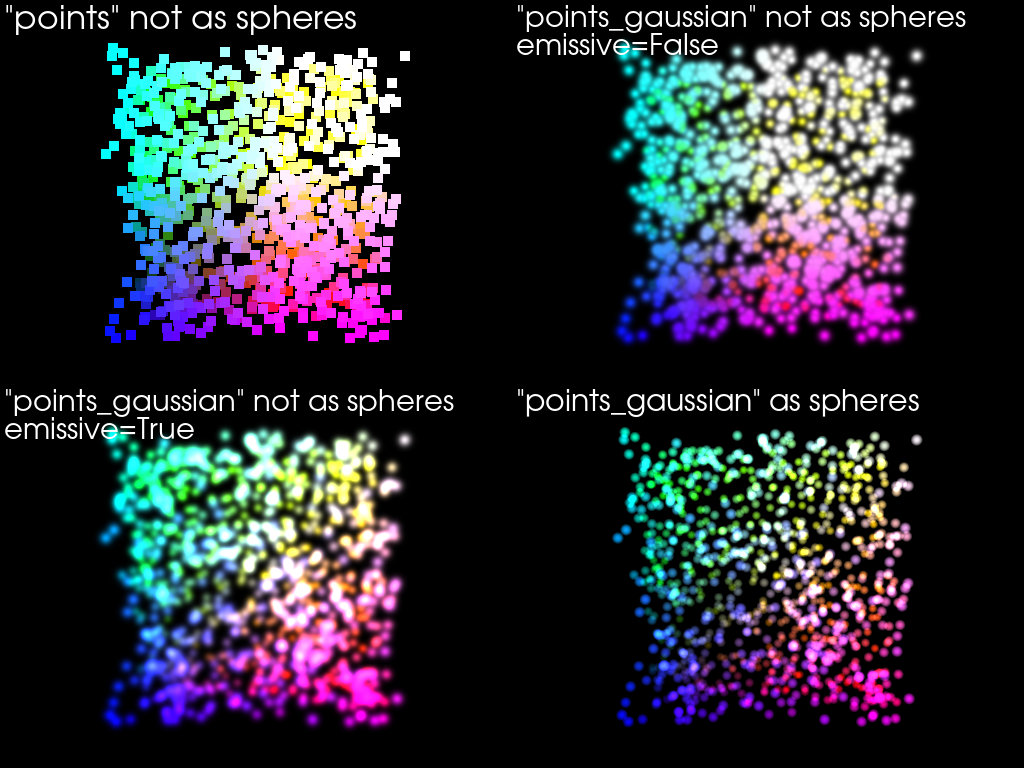 "points" not as spheres
"points_gaussian" not as spheres
emissive=False
"points_gaussian" not as spheres
emissive=True
"points_gaussian" as spheres